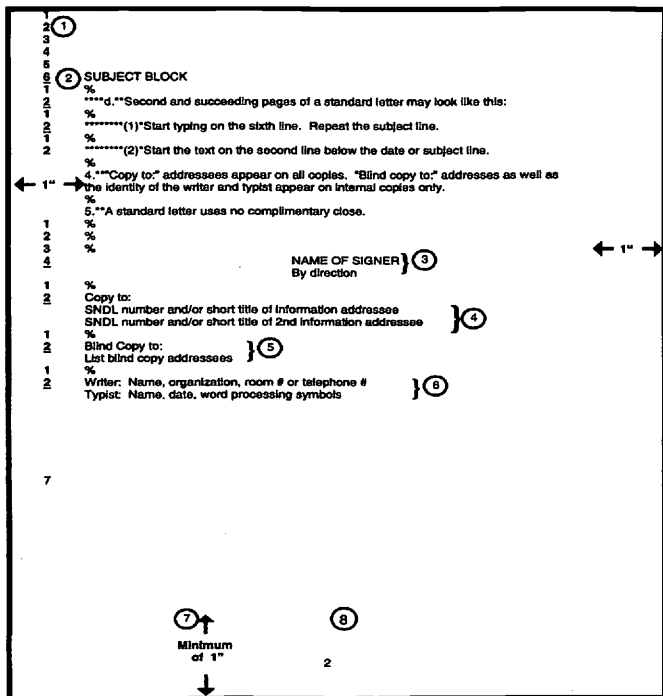 1
2 1
3
4
5
6 2 SUBJECT BLOCK
1 %
2 ****d.**Second and succeeding pages of a standard letter may look like this:
1 %
2 ********(1)*Start typing on the sixth line. Repeat the subject line.
1 %
2 ********(2)*Start the text on the second line below the date or subject line.
%
4.**"Copy to:" addressees appear on all copies. "Blind copy to:" addresses as well as
1" the identity of the writer and typist appear on internal copies only.
%
5.**A standard letter uses no complimentary close.
1 %
2 %
3 % 1"
4 NAME OF SIGNER } 3
By direction
1 %
2 Copy to:
SNDL number and/or short title of information addressee
SNDL number and/or short title of 2nd information addressee } 4
1 %
2 Blind Copy to: } 5
List blind copy addressees
1 %
2 Writer: Name, organization, room # or telephone # } 6
Typist: Name, date, word processing symbols
7
7 8
Minimum
of 1"
2